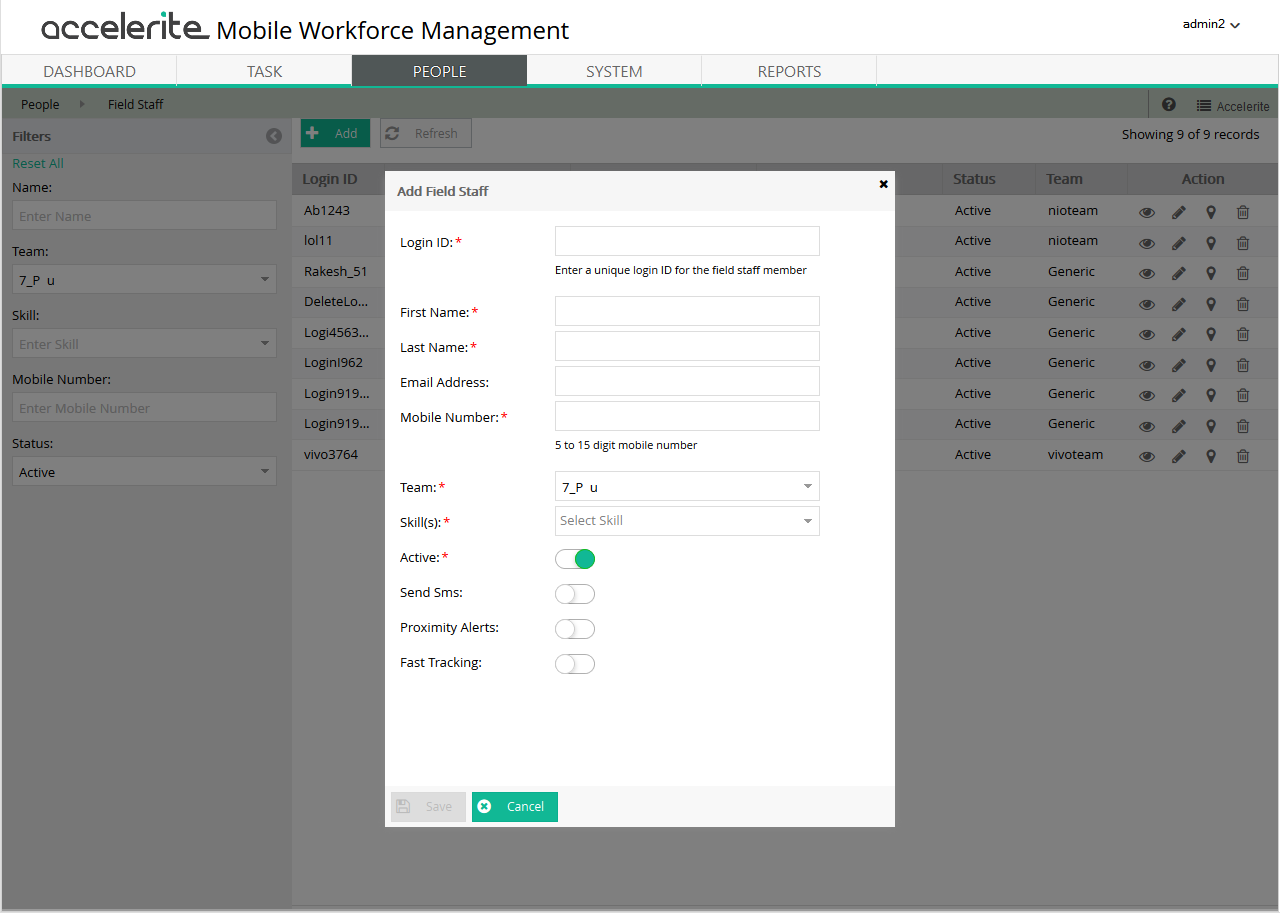 accelerite Mobile Workforce Management
admin2
DASHBOARD TASK PEOPLE SYSTEM REPORTS
People Field Staff
? Accelerite
Filters
Add Refresh
Showing 9 of 9 records
Reset All
Name:
Enter Name
Team:
7_P u
Skill:
Enter Skill
Mobile Number:
Enter Mobile Number
Status:
Active
Login ID Status Team Action
Ab1243 Active nioteam
lol11 Active nioteam
Rakesh_51 Active Generic
DeleteLo... Active Generic
Logi4563... Active Generic
LoginI962 Active Generic
Login919... Active Generic
Login919... Active Generic
vivo3764 Active vivoteam
Add Field Staff
Login ID: *
Enter a unique login ID for the field staff member
First Name: *
Last Name: *
Email Address:
Mobile Number: *
5 to 15 digit mobile number
Team: * 7_P u
Skill(s): * Select Skill
Active: *
Send Sms:
Proximity Alerts:
Fast Tracking:
Save Cancel